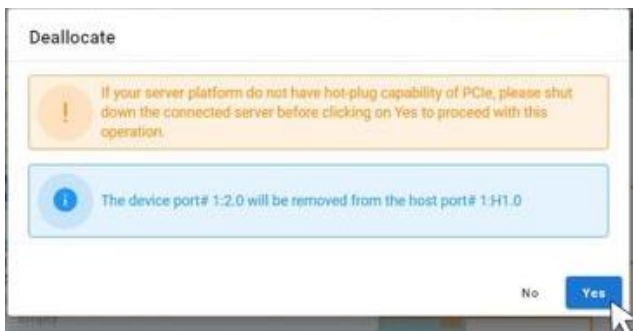 Deallocate
If your server platform do not have hot-plug capability of PCIe, please shut
down the connected server before clicking on Yes to proceed with this
operation.
The device port# 1:2.0 will be removed from the host port# 1:H1.0
No
Yes
Empty